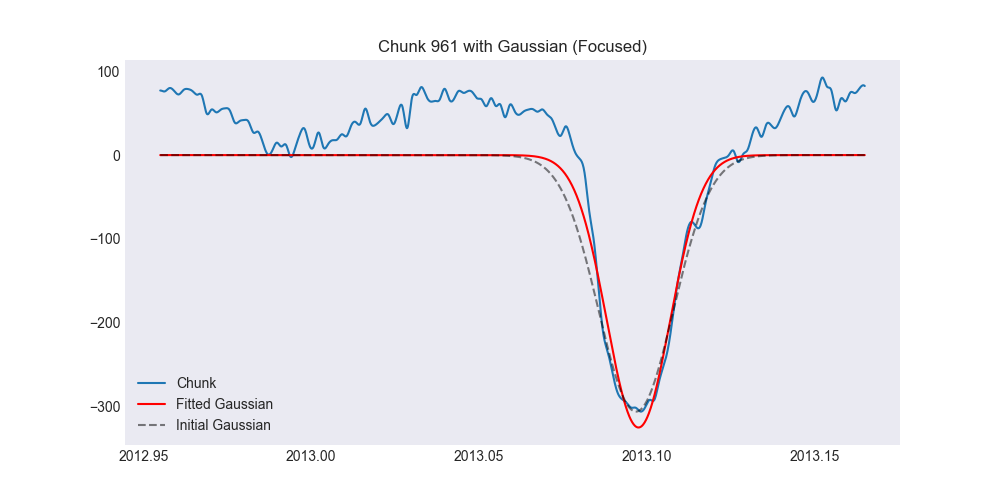 Chunk 961 with Gaussian (Focused)
100
0
−100
−200
−300
Chunk
Fitted Gaussian
Initial Gaussian
2012.95 2013.00 2013.05 2013.10 2013.15